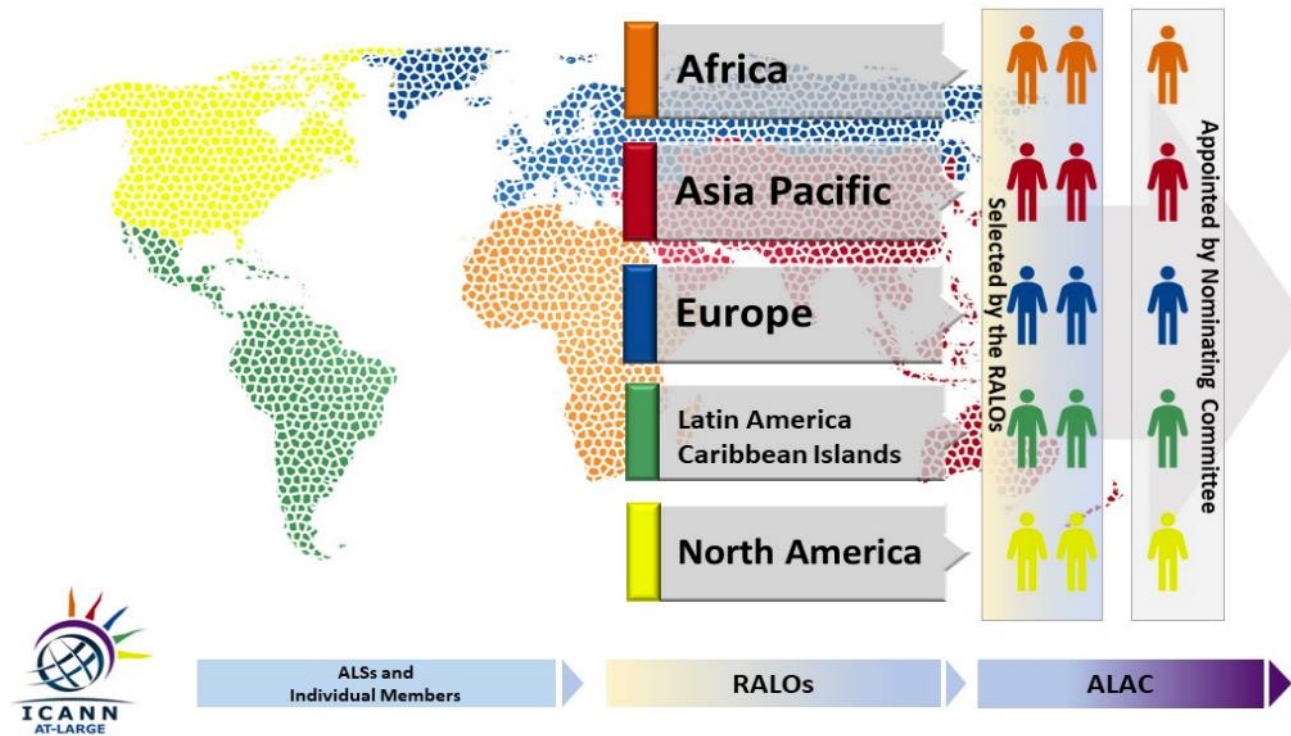 Africa
Asia Pacific
Europe
Latin America
Caribbean Islands
North America
Selected by the RALOs
Appointed by Nominating Committee
ICANN
AT-LARGE
ALSs and
Individual Members
RALOs
ALAC